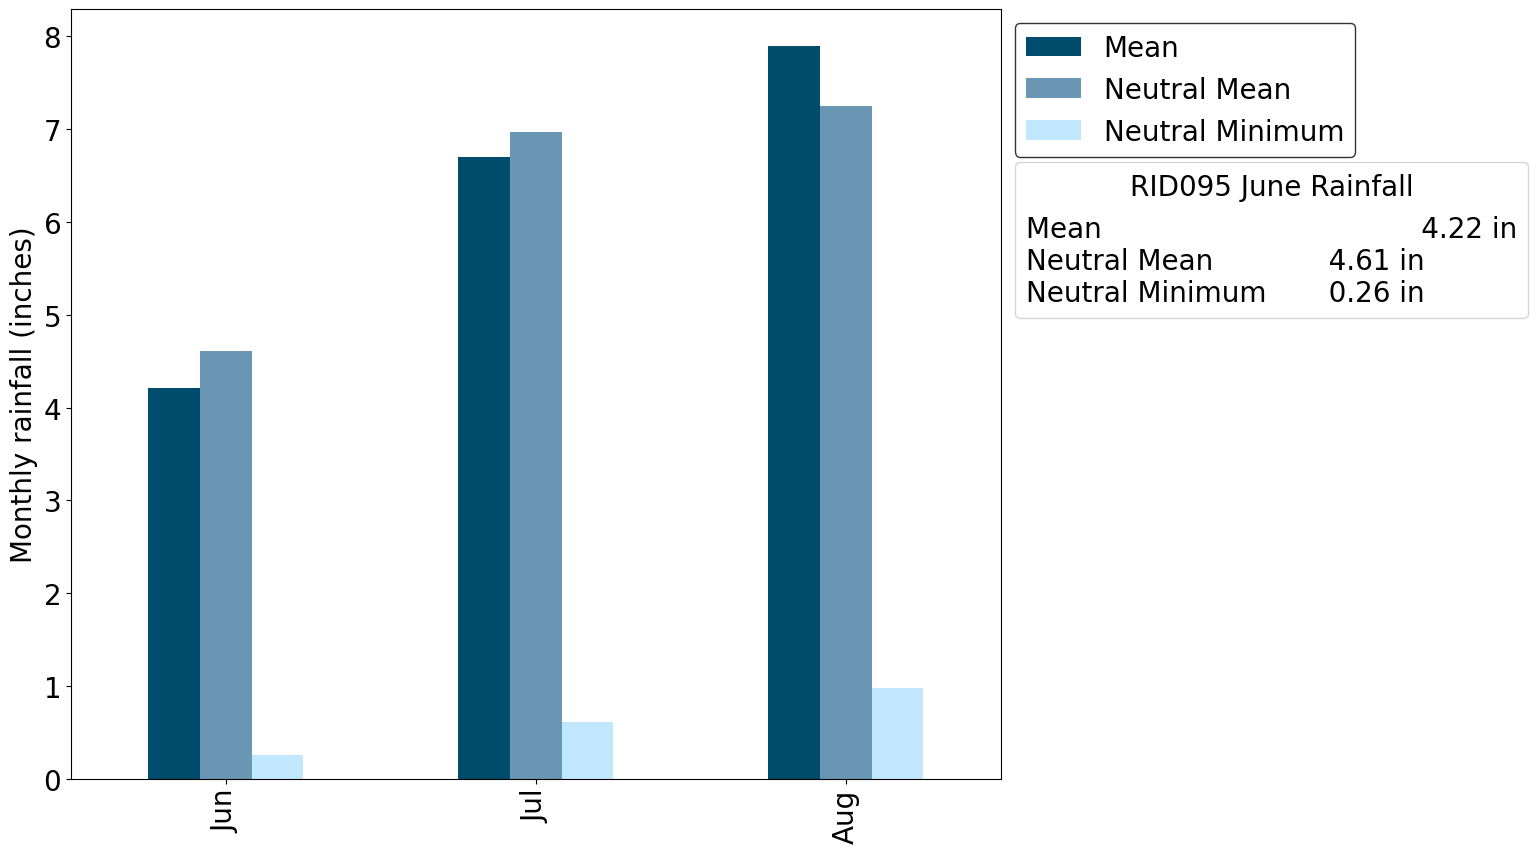 8
7
6
5
4
3
2
1
0
Monthly rainfall (inches)
Jun
Jul
Aug
Mean
Neutral Mean
Neutral Minimum
RID095 June Rainfall
Mean 4.22 in
Neutral Mean 4.61 in
Neutral Minimum 0.26 in